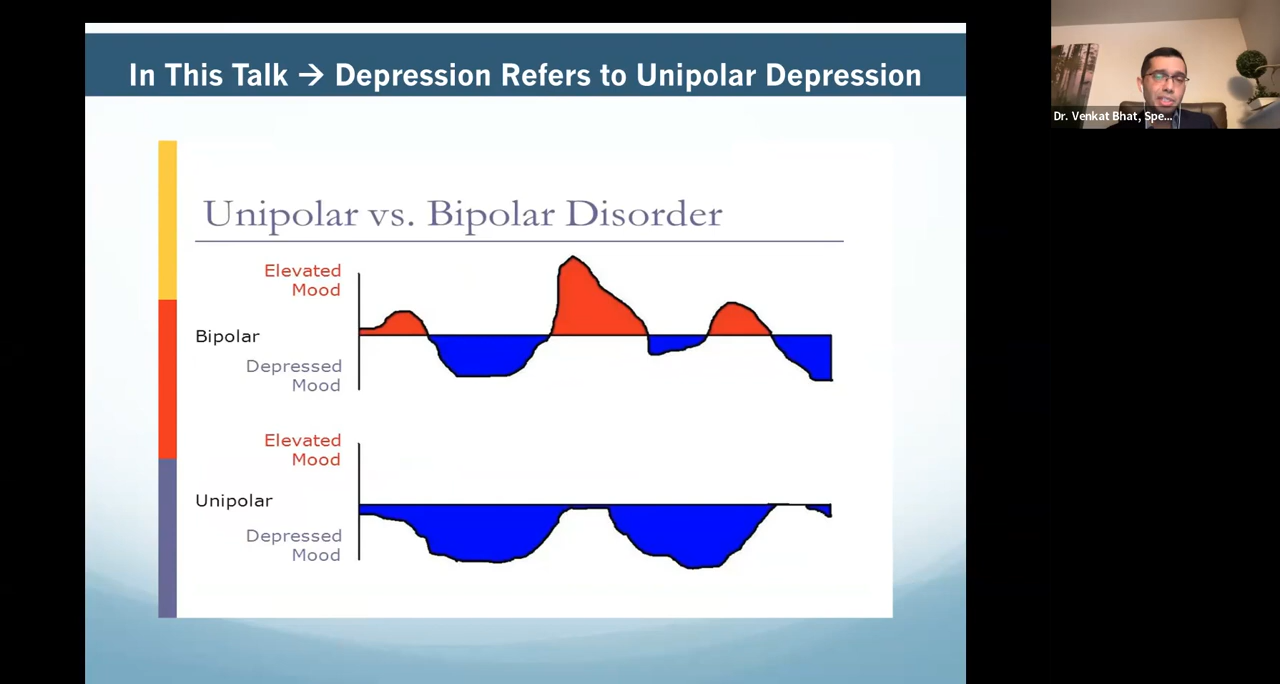 In This Talk → Depression Refers to Unipolar Depression
Dr. Venkat Bhat, Spe...
Unipolar vs. Bipolar Disorder
Elevated
Mood
Bipolar
Depressed
Mood
Elevated
Mood
Unipolar
Depressed
Mood